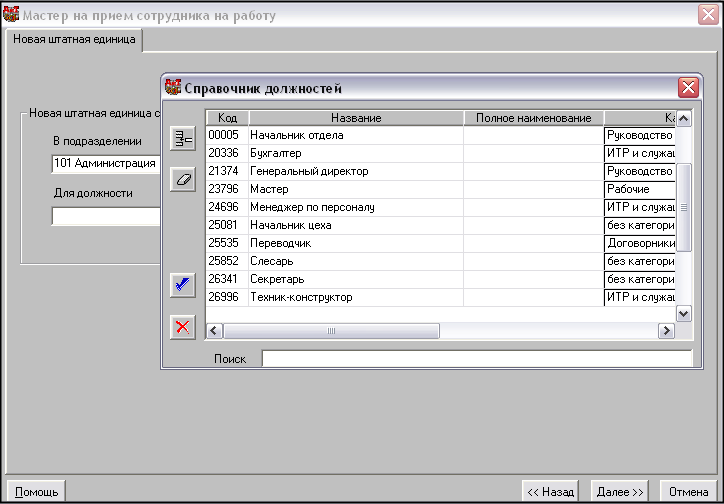 Мастер на прием сотрудника на работу
Новая штатная единица
Новая штатная единица с
В подразделении
101 Администрация
Для должности
Справочник должностей
Код Название Полное наименование Ка
00005 Начальник отдела Руководство
20336 Бухгалтер ИТР и служащ
21374 Генеральный директор Руководство
23796 Мастер Рабочие
24696 Менеджер по персоналу ИТР и служащ
25081 Начальник цеха без категори
25535 Переводчик Договорники
25852 Слесарь без категори
26341 Секретарь без категори
26996 Техник-конструктор ИТР и служащ
Поиск
Помощь << Назад Далее >> Отмена